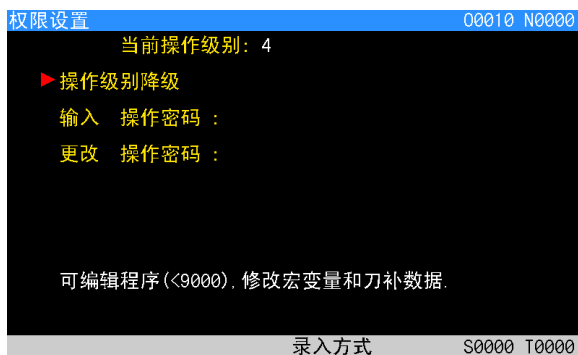 权限设置 O0010 N0000
当前操作级别: 4
操作级别降级
输入 操作密码 :
更改 操作密码 :
可编辑程序(<9000),修改宏变量和刀补数据.
录入方式 S0000 T0000